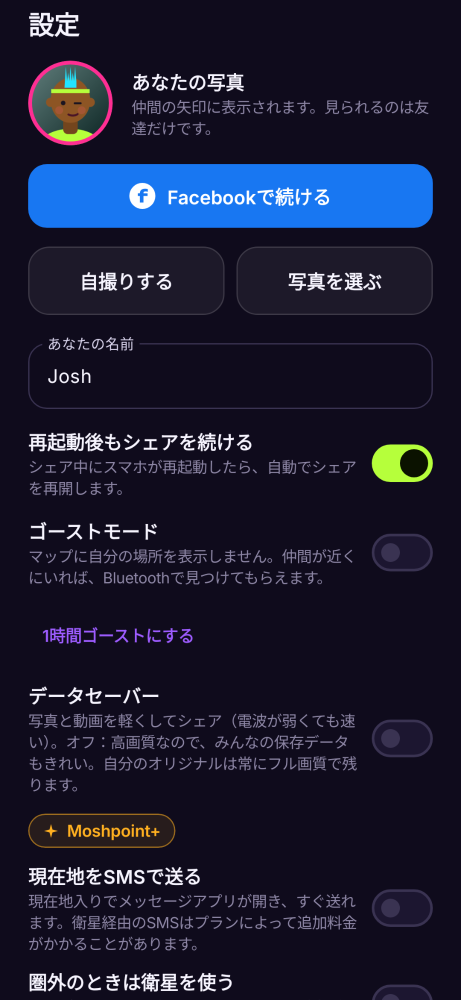 設定
あなたの写真
仲間の矢印に表示されます。見られるのは友
達だけです。
Facebookで続ける
自撮りする
写真を選ぶ
あなたの名前
Josh
再起動後もシェアを続ける
シェア中にスマホが再起動したら、自動でシェア
を再開します。
ゴーストモード
マップに自分の場所を表示しません。仲間が近く
にいれば、Bluetoothで見つけてもらえます。
1時間ゴーストにする
データセーバー
写真と動画を軽くしてシェア（電波が弱くても速
い）。オフ：高画質なので、みんなの保存データ
もきれい。自分のオリジナルは常にフル画質で残
ります。
Moshpoint+
現在地をSMSで送る
現在地入りでメッセージアプリが開き、すぐ送れ
ます。衛星経由のSMSはプランによって追加料金
がかかることがあります。
圏外のときは衛星を使う